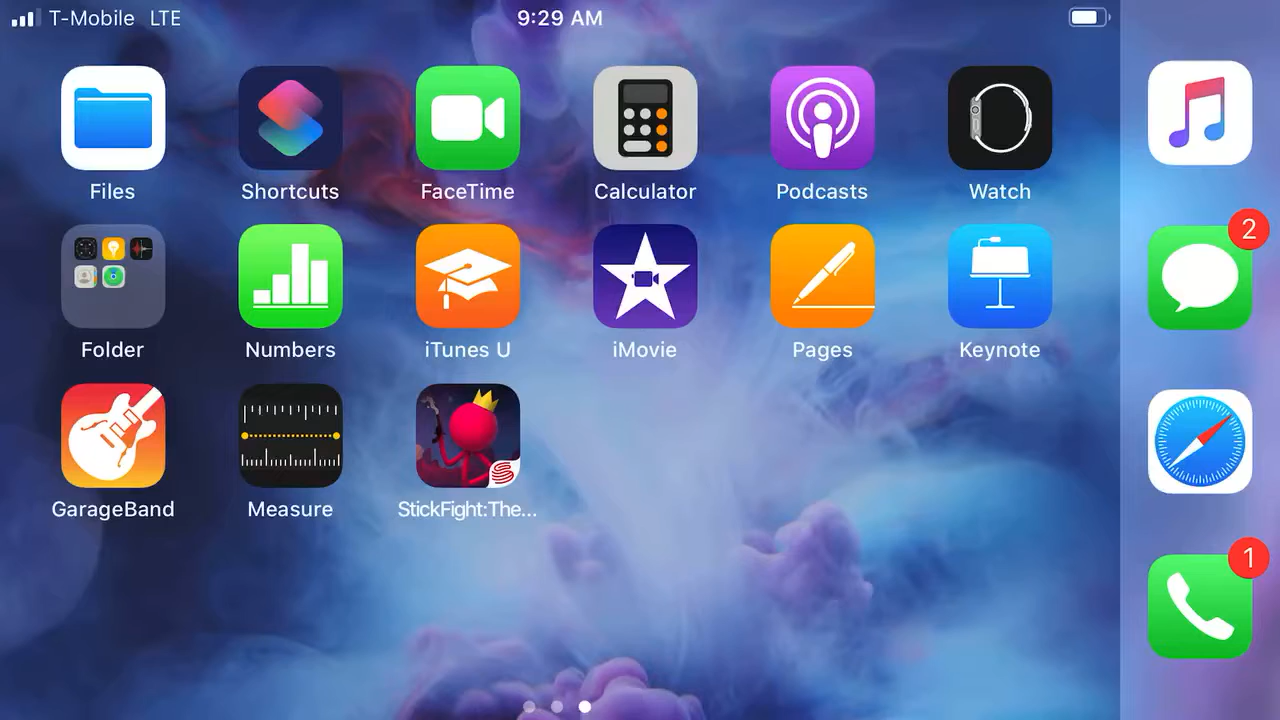 T-Mobile LTE 9:29 AM
Files Shortcuts FaceTime Calculator Podcasts Watch
2
Folder Numbers iTunes U iMovie Pages Keynote
GarageBand Measure StickFight:The...
1